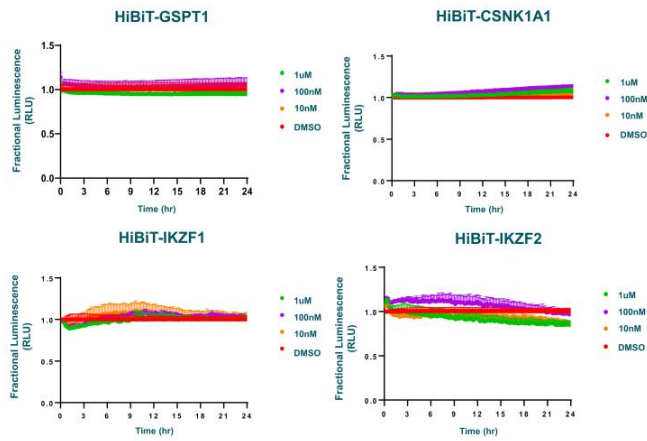 HiBiT-GSPT1
Fractional Luminescence
(RLU)
1.5
1.0
0.5
0.0
0 3 6 9 12 15 18 21 24
Time (hr)
1uM
100nM
10nM
DMSO
HiBiT-CSNK1A1
Fractional Luminescence
(RLU)
1.5
1.0
0.5
0.0
0 3 6 9 12 15 18 21 24
Time (hr)
1uM
100nM
10nM
DMSO
HiBiT-IKZF1
Fractional Luminescence
(RLU)
1.5
1.0
0.5
0.0
0 3 6 9 12 15 18 21 24
Time (hr)
1uM
100nM
10nM
DMSO
HiBiT-IKZF2
Fractional Luminescence
(RLU)
1.5
1.0
0.5
0.0
0 3 6 9 12 15 18 21 24
Time (hr)
1uM
100nM
10nM
DMSO